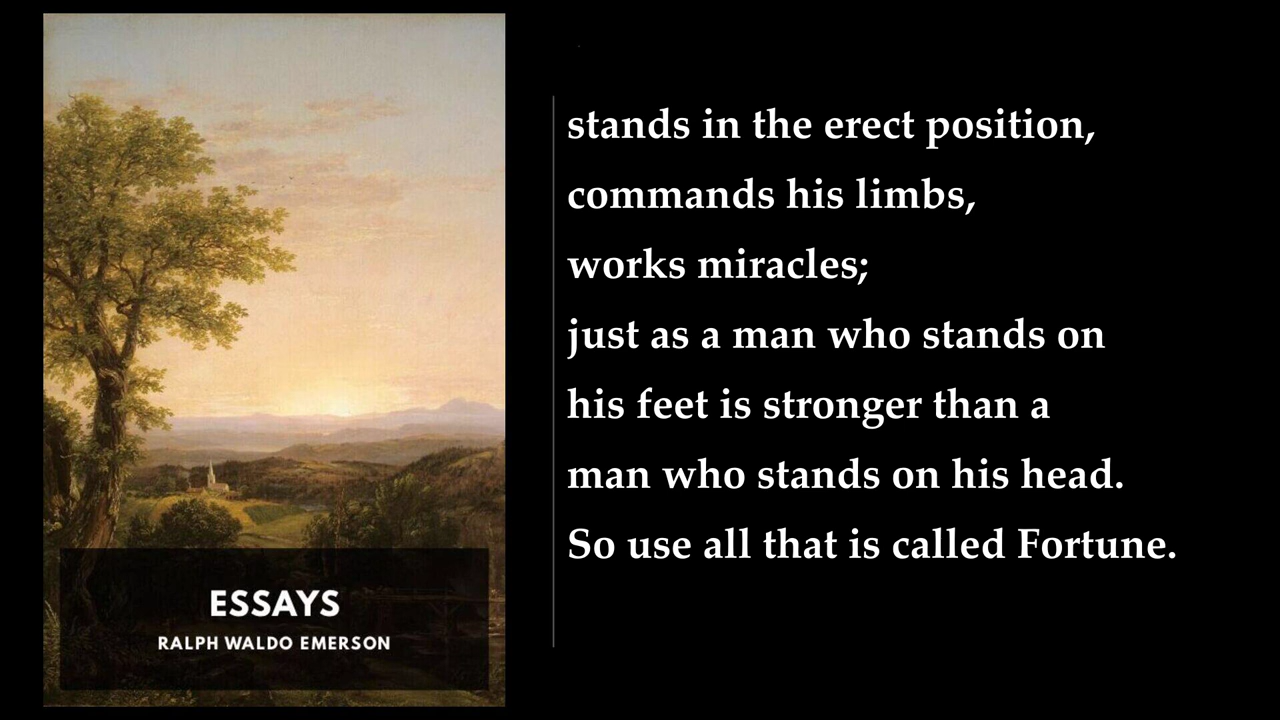 ESSAYS
RALPH WALDO EMERSON
stands in the erect position,
commands his limbs,
works miracles;
just as a man who stands on
his feet is stronger than a
man who stands on his head.
So use all that is called Fortune.